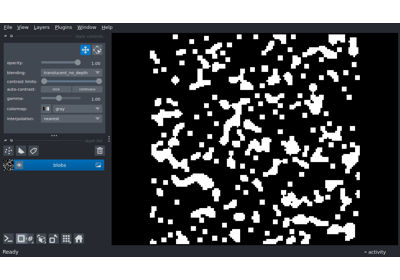 File View Layers Plugins Window Help
opacity: 1.00
blending: translucent_no_depth
contrast limits:
auto-contrast: once continuous
gamma: 1.00
colormap: gray
interpolation: nearest
blobs
Ready activity